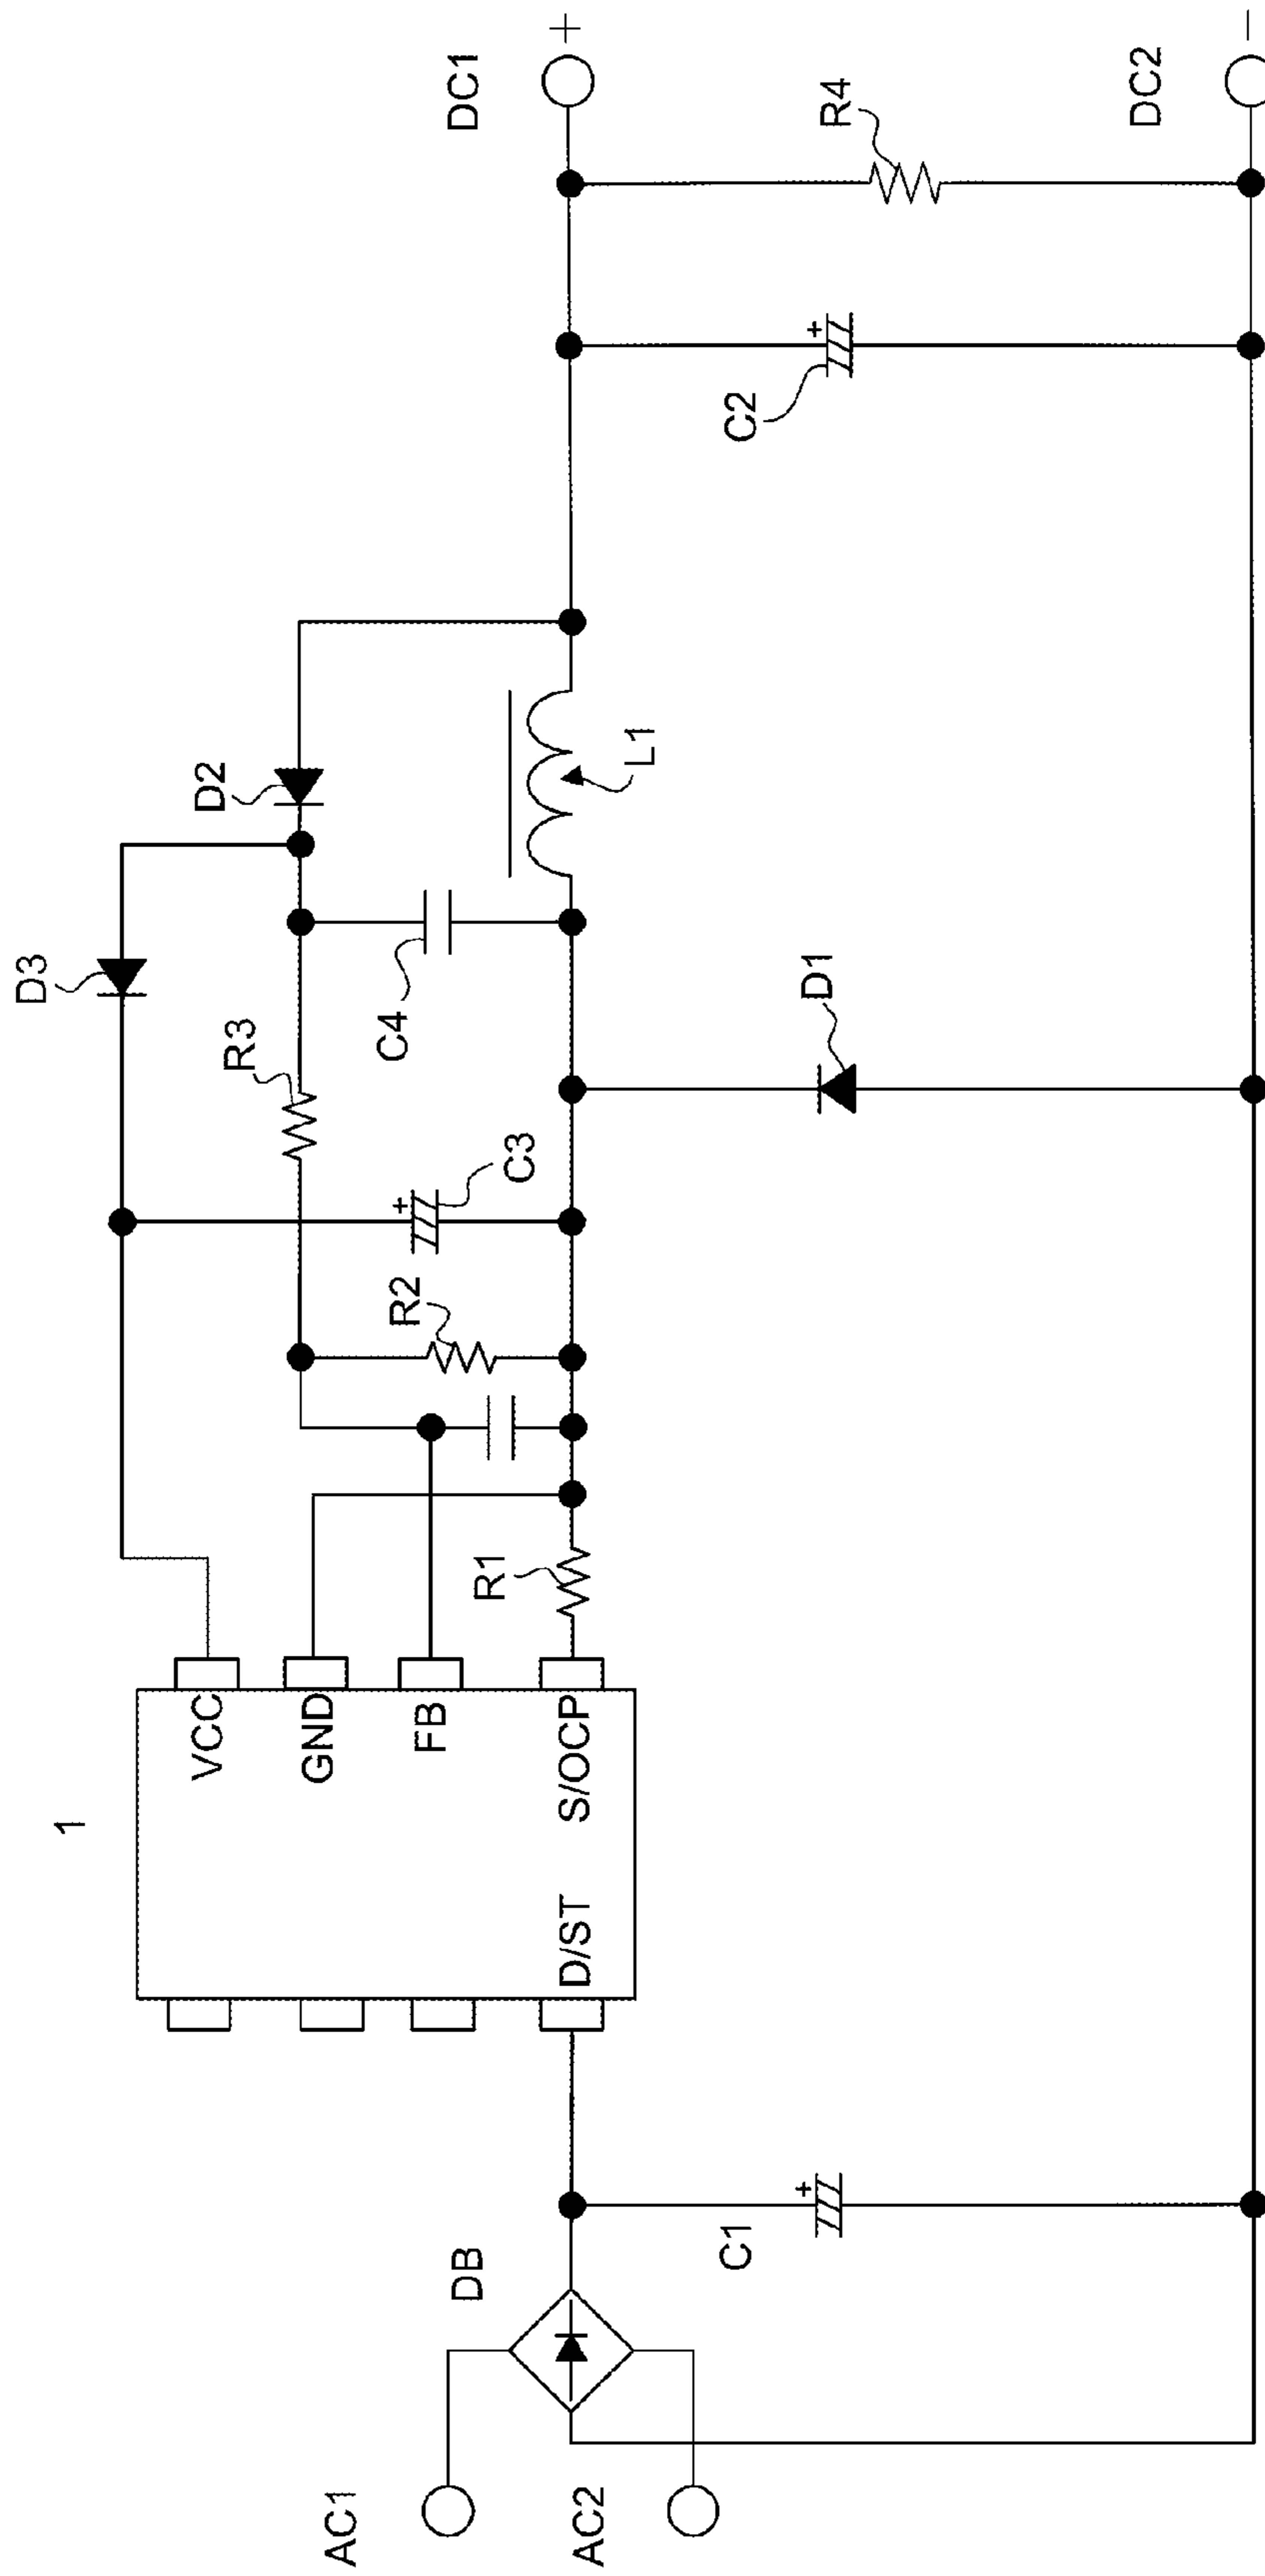 1
AC1
AC2
DB
C1
+
D/ST
S/OCP
VCC
GND
FB
R1
R2
C3
+
R3
D3
D2
C4
L1
D1
C2
+
R4
DC1
+
DC2
−